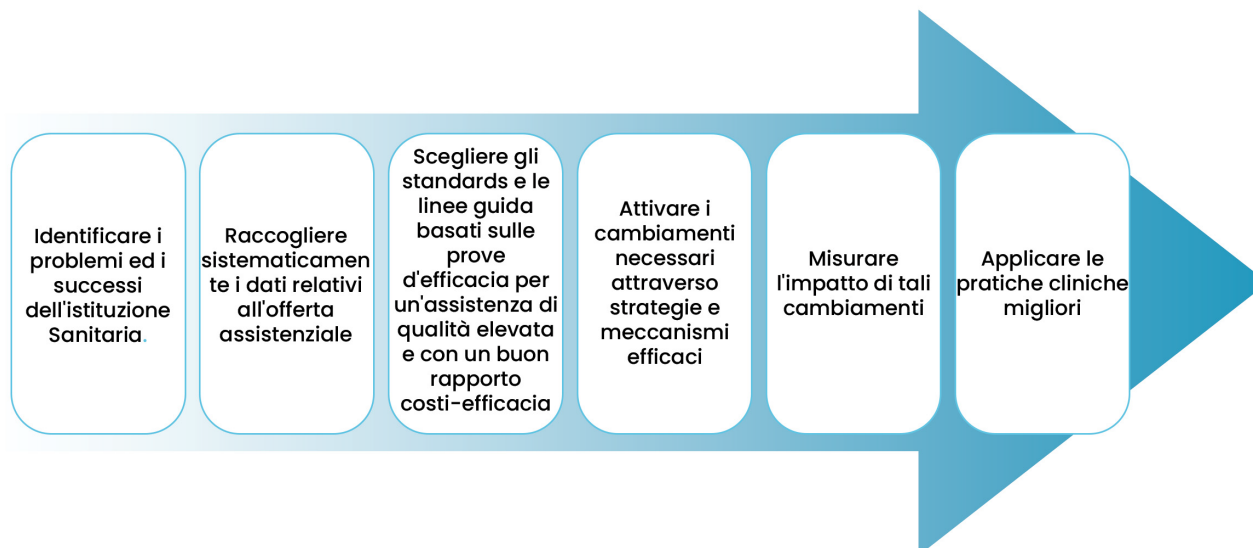 Identificare i
problemi ed i
successi
dell'istituzione
Sanitaria.
Raccogliere
sistematicamen
te i dati relativi
all'offerta
assistenziale
Scegliere gli
standards e le
linee guida
basati sulle
prove
d'efficacia per
un'assistenza di
qualità elevata
e con un buon
rapporto
costi-efficacia
Attivare i
cambiamenti
necessari
attraverso
strategie e
meccanismi
efficaci
Misurare
l'impatto di tali
cambiamenti
Applicare le
pratiche cliniche
migliori